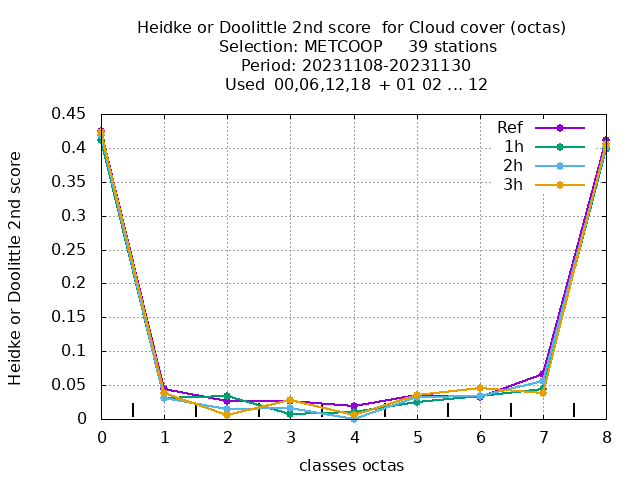 Heidke or Doolittle 2nd score  for Cloud cover (octas)
Selection: METCOOP     39 stations
Period: 20231108-20231130
Used  00,06,12,18  + 01 02 ... 12
Heidke or Doolittle 2nd score
0.45
0.4
0.35
0.3
0.25
0.2
0.15
0.1
0.05
0
Ref
1h
2h
3h
0 1 2 3 4 5 6 7 8
classes octas